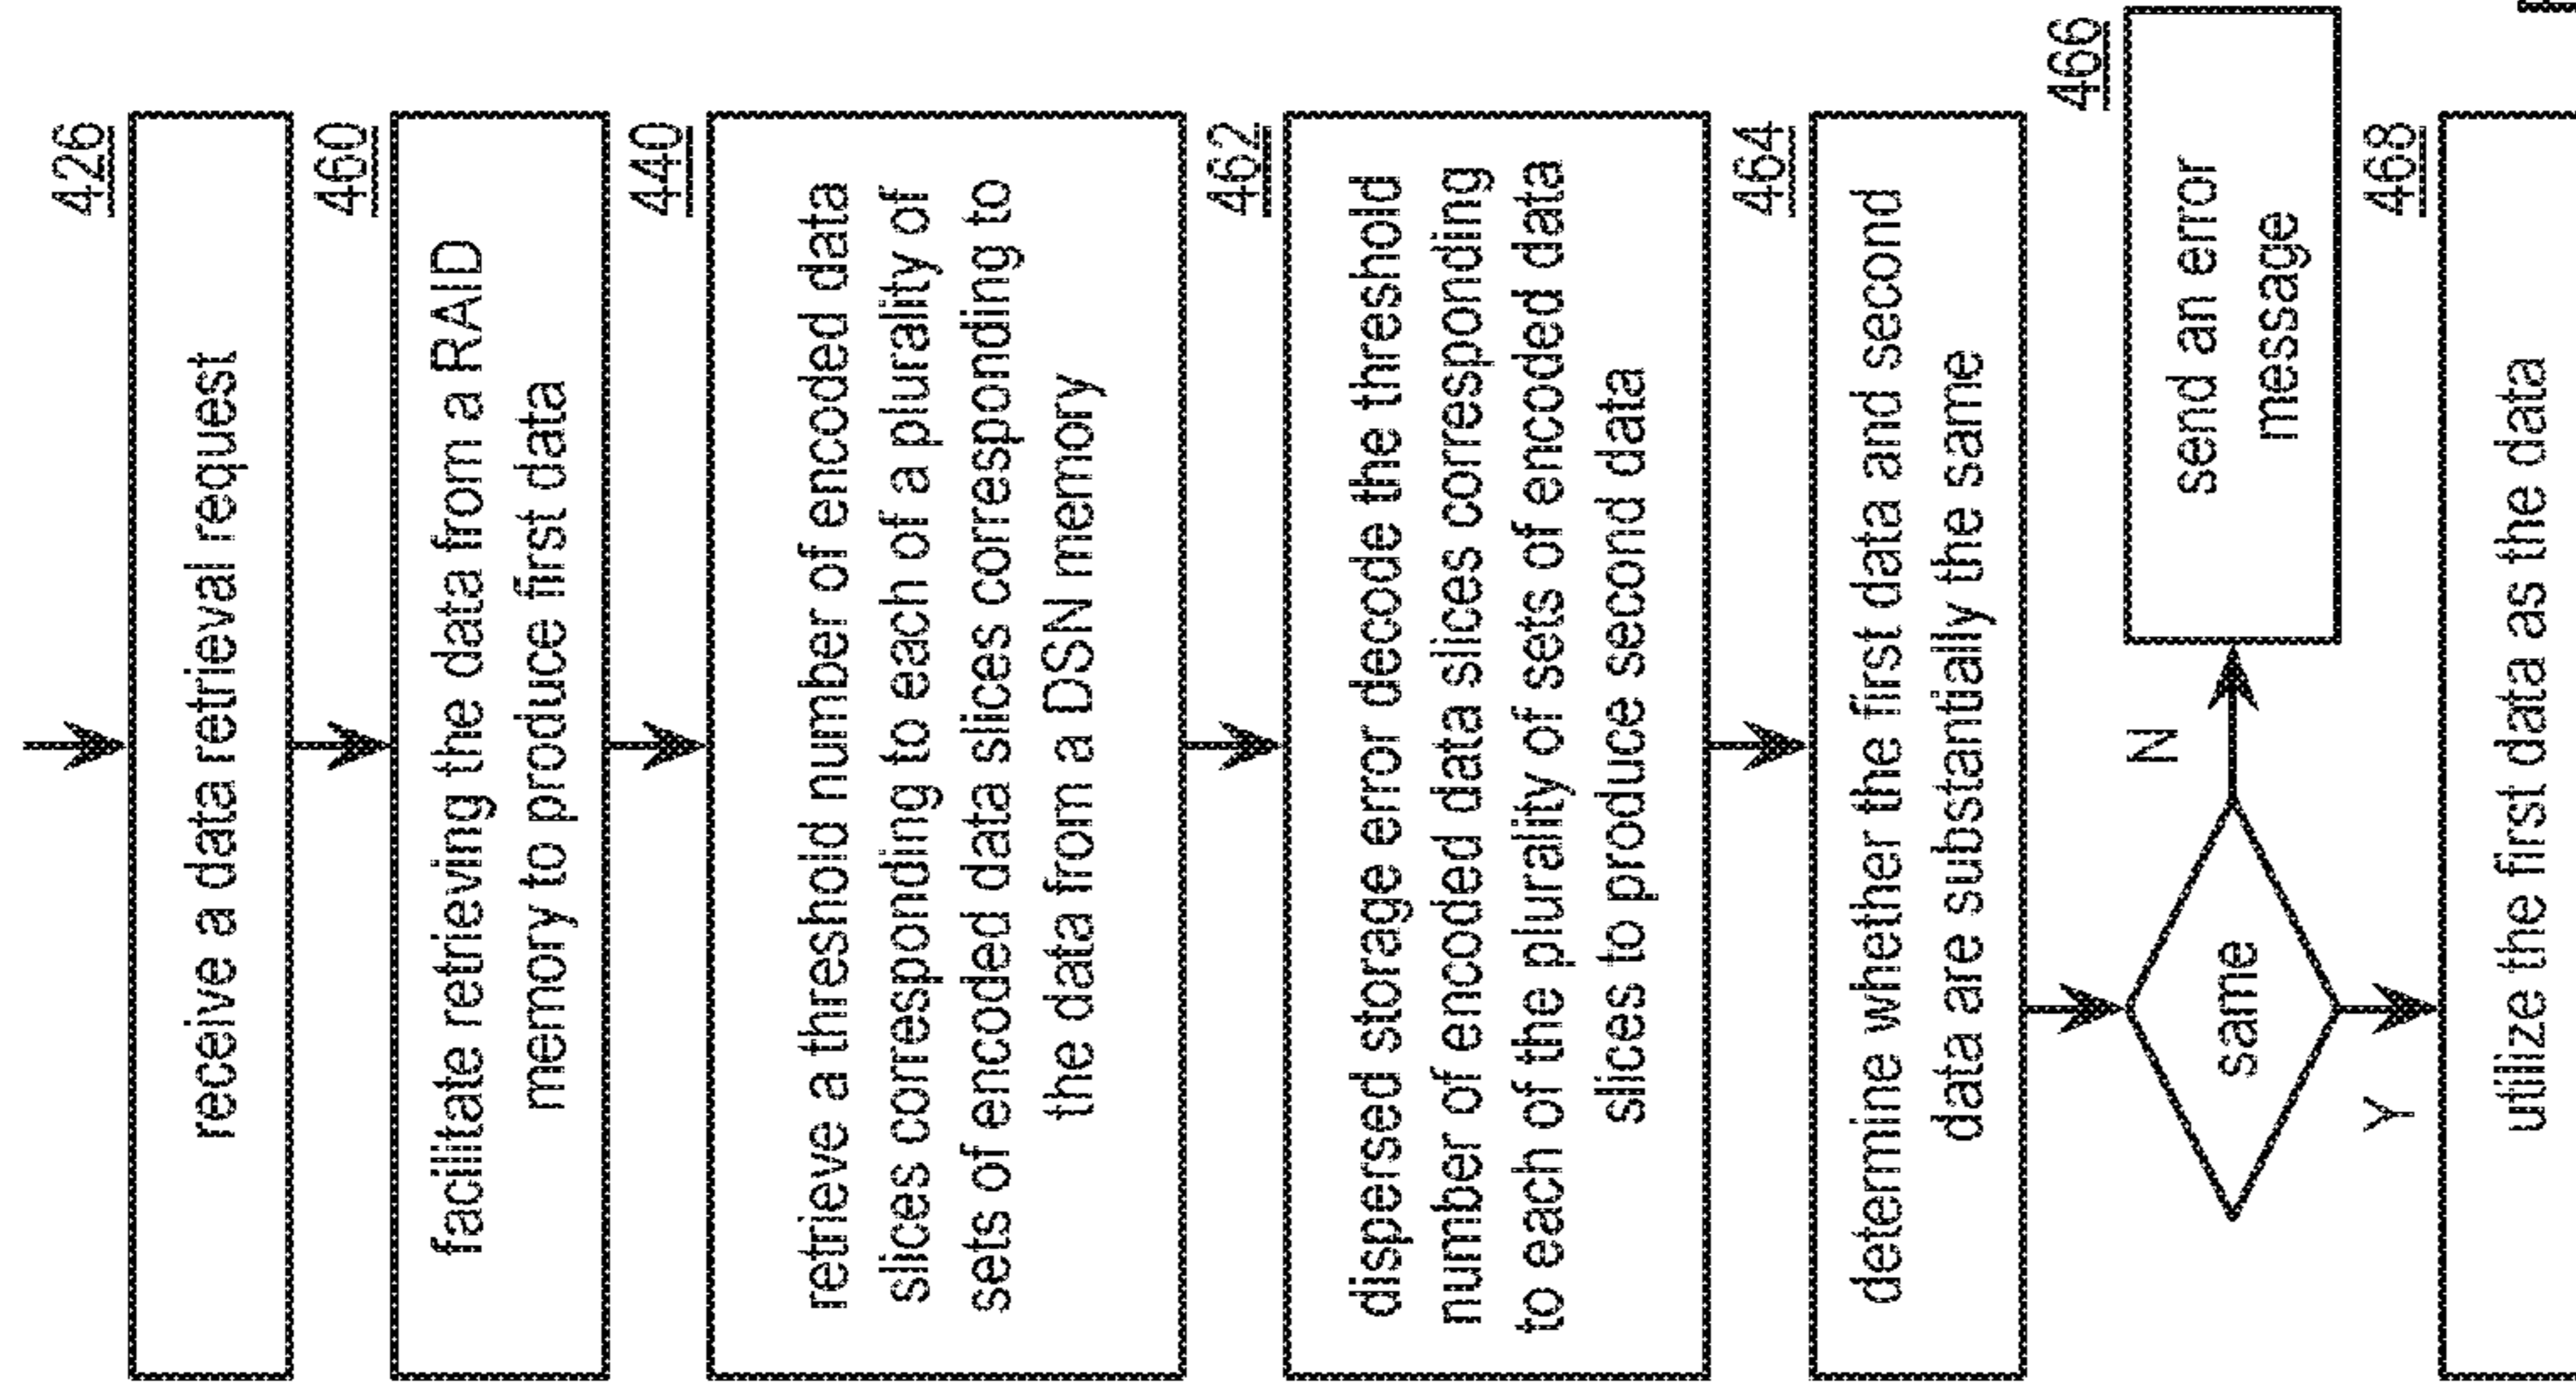 426
receive a data retrieval request
460
facilitate retrieving the data from a RAID
memory to produce first data
440
retrieve a threshold number of encoded data
slices corresponding to each of a plurality of
sets of encoded data slices corresponding to
the data from a DSN memory
462
dispersed storage error decode the threshold
number of encoded data slices corresponding
to each of the plurality of sets of encoded data
slices to produce second data
464
determine whether the first data and second
data are substantially the same
same
N
466
send an error
message
Y
468
utilize the first data as the data